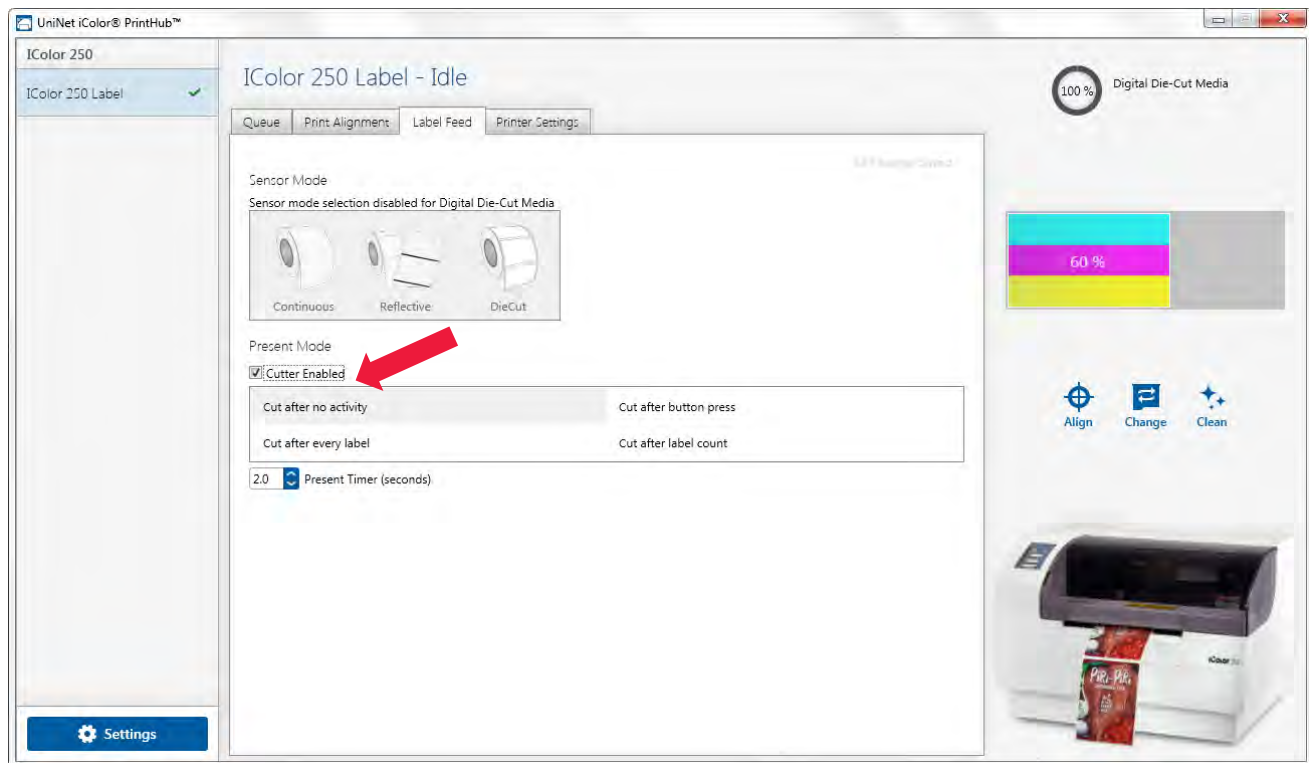 UniNet iColor® PrintHub™
IColor 250
IColor 250 Label
IColor 250 Label - Idle
Queue
Print Alignment
Label Feed
Printer Settings
Sensor Mode
Sensor mode selection disabled for Digital Die-Cut Media
Continuous
Reflective
DieCut
Present Mode
Cutter Enabled
Cut after no activity
Cut after button press
Cut after every label
Cut after label count
2.0
Present Timer (seconds)
Settings
100 %
Digital Die-Cut Media
60 %
Align
Change
Clean
iColor
PiRi-PiRi